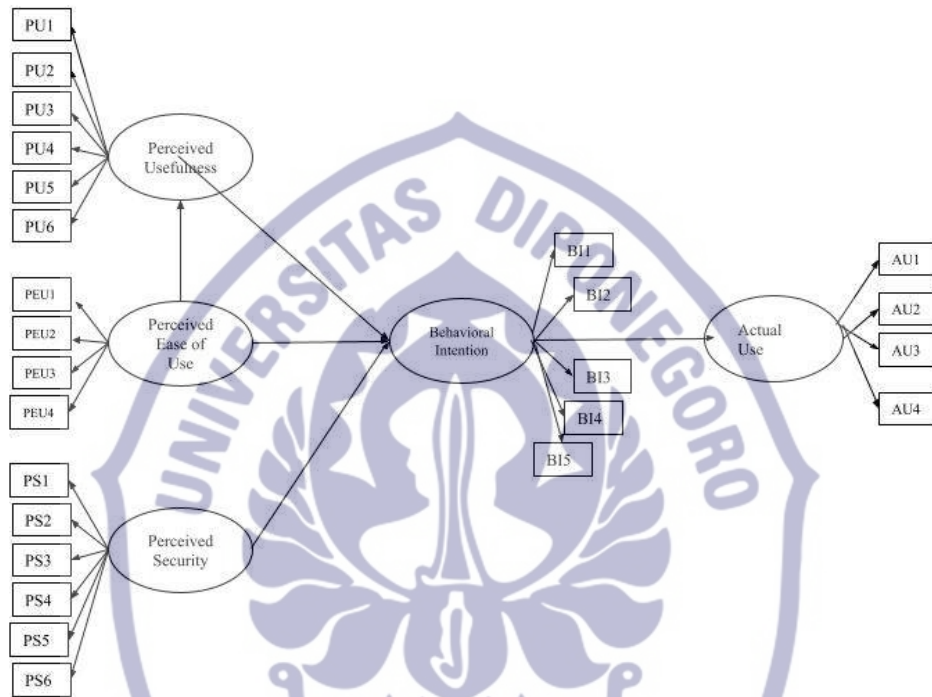 PU1
PU2
PU3
PU4
PU5
PU6
Perceived
Usefulness
PEU1
PEU2
PEU3
PEU4
Perceived
Ease of
Use
PS1
PS2
PS3
PS4
PS5
PS6
Perceived
Security
Behavioral
Intention
BI1
BI2
BI3
BI4
BI5
Actual
Use
AU1
AU2
AU3
AU4
UNIVERSITAS DIPONEGORO